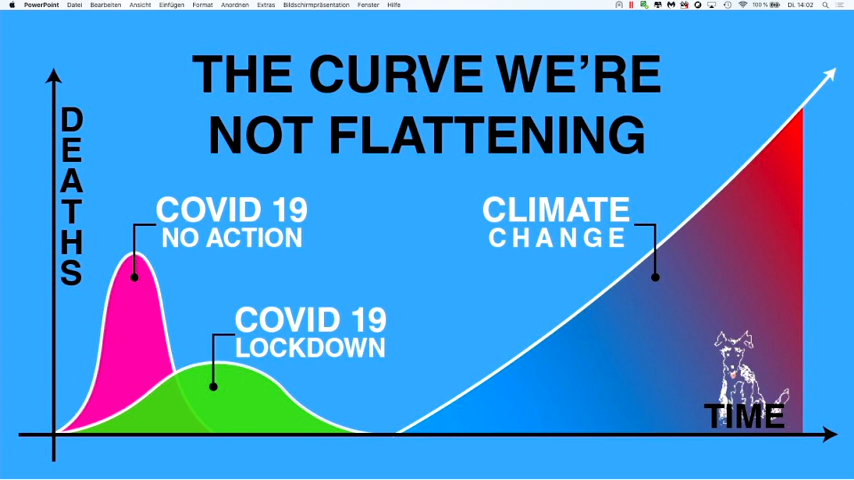 PowerPoint Datei Bearbeiten Ansicht Einfügen Format Anordnen Extras Bildschirmpräsentation Fenster Hilfe 100 % Di. 14:02
THE CURVE WE'RE
NOT FLATTENING
DEATHS
COVID 19
NO ACTION
CLIMATE
CHANGE
COVID 19
LOCKDOWN
TIME